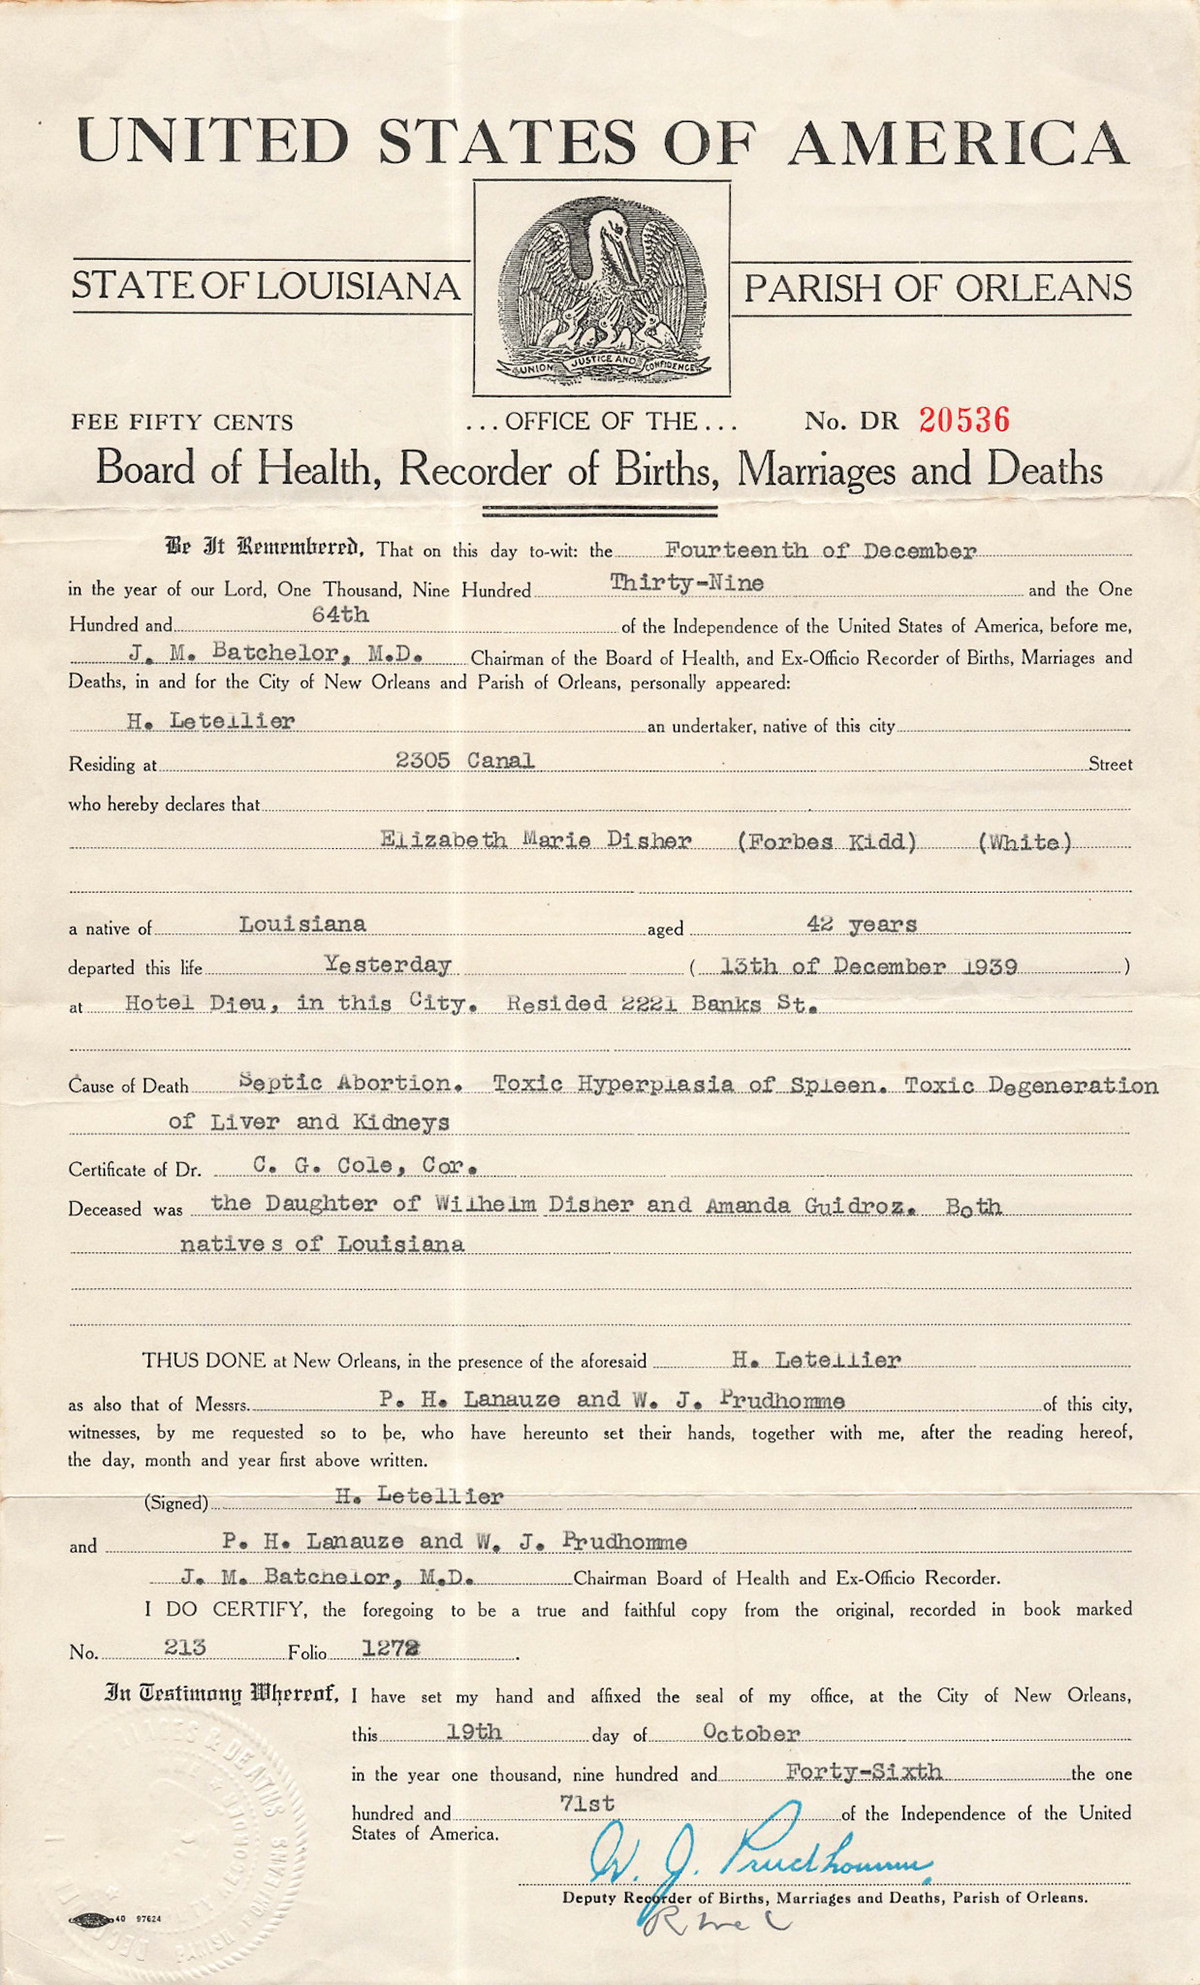 UNITED STATES OF AMERICA
STATE OF LOUISIANA
PARISH OF ORLEANS
UNION JUSTICE AND CONFIDENCE
FEE FIFTY CENTS ...OFFICE OF THE... No. DR 20536
Board of Health, Recorder of Births, Marriages and Deaths
Be It Remembered, That on this day to-wit: the Fourteenth of December
in the year of our Lord, One Thousand, Nine Hundred Thirty-Nine and the One
Hundred and 64th of the Independence of the United States of America, before me,
J. M. Batchelor, M.D. Chairman of the Board of Health, and Ex-Officio Recorder of Births, Marriages and
Deaths, in and for the City of New Orleans and Parish of Orleans, personally appeared:
H. Letellier an undertaker, native of this city
Residing at 2305 Canal Street
who hereby declares that
Elizabeth Marie Disher (Forbes Kidd) (White)
a native of Louisiana aged 42 years
departed this life Yesterday ( 13th of December 1939 )
at Hotel Dieu, in this City. Resided 2221 Banks St.
Cause of Death Septic Abortion. Toxic Hyperplasia of Spleen. Toxic Degeneration
of Liver and Kidneys
Certificate of Dr. C. G. Cole, Cor.
Deceased was the Daughter of Wilhelm Disher and Amanda Guidroz. Both
natives of Louisiana
THUS DONE at New Orleans, in the presence of the aforesaid H. Letellier
as also that of Messrs. P. H. Lanauze and W. J. Prudhomme of this city,
witnesses, by me requested so to be, who have hereunto set their hands, together with me, after the reading hereof,
the day, month and year first above written.
(Signed) H. Letellier
and P. H. Lanauze and W. J. Prudhomme
J. M. Batchelor, M.D. Chairman Board of Health and Ex-Officio Recorder.
I DO CERTIFY, the foregoing to be a true and faithful copy from the original, recorded in book marked
No. 213 Folio 1272.
In Testimony Whereof, I have set my hand and affixed the seal of my office, at the City of New Orleans,
this 19th day of October
in the year one thousand, nine hundred and Forty-Sixth the one
hundred and 71st of the Independence of the United
States of America.
W. J. Prudhomme
Deputy Recorder of Births, Marriages and Deaths, Parish of Orleans.
40 97624